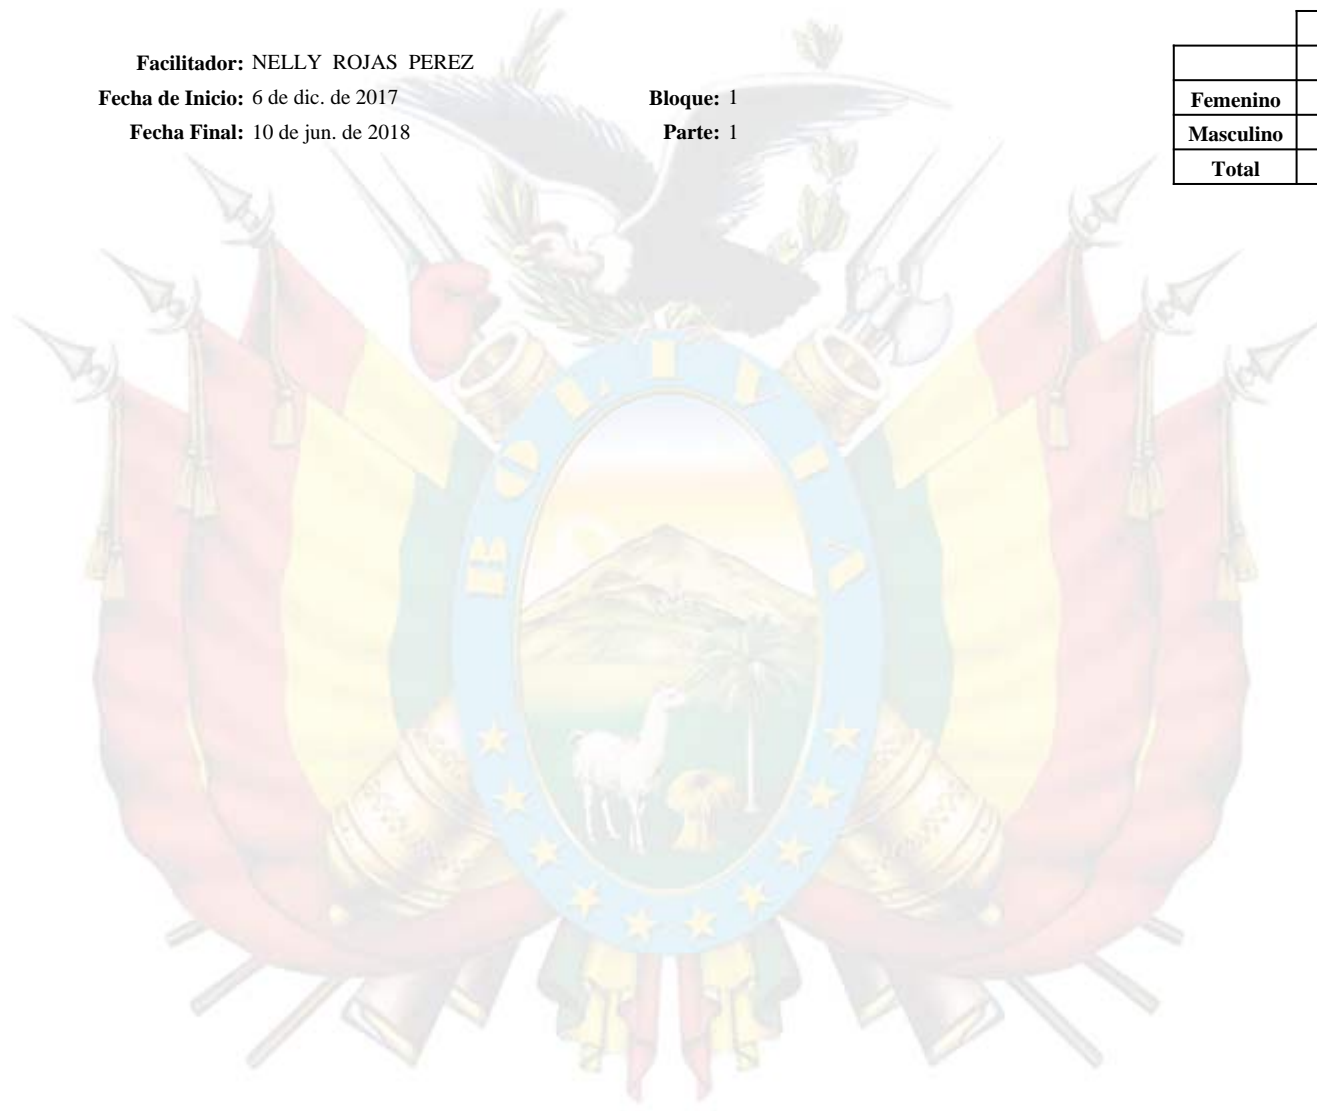 Facilitador: NELLY ROJAS PEREZ
Fecha de Inicio: 6 de dic. de 2017
Bloque: 1
Femenino
Fecha Final: 10 de jun. de 2018
Parte: 1
Masculino
Total
BOLIVIA